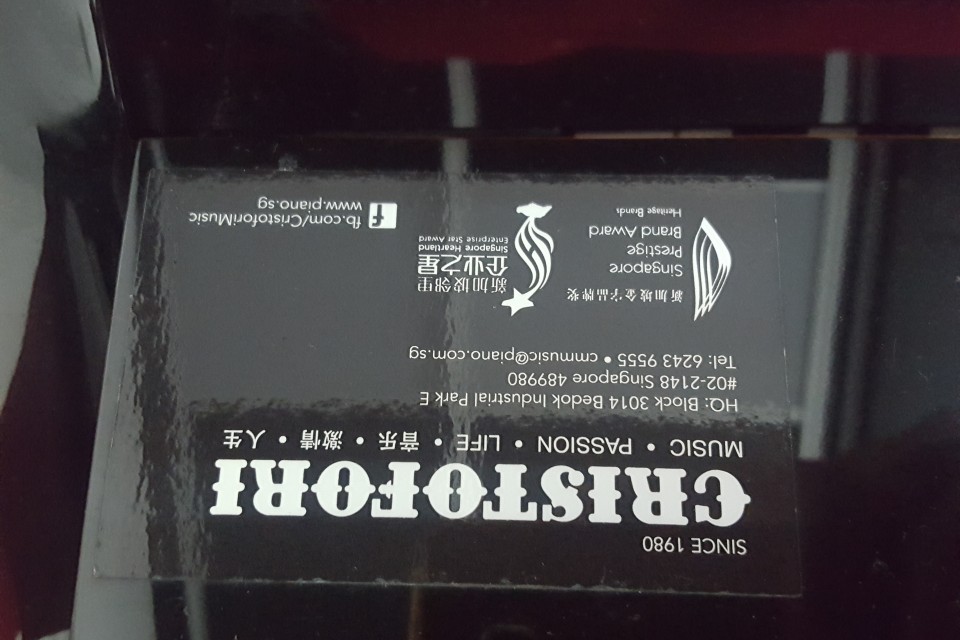 SINCE 1980
CRISTOFORI
MUSIC • PASSION • LIFE • 音乐 • 激情 • 人生
HQ: Block 3014 Bedok Industrial Park E
#02-2148 Singapore 489980
Tel: 6243 9555 • cmmusic@piano.com.sg
新加坡金字品牌奖
Singapore
Prestige
Brand Award
Heritage Brands
新加坡邻里
企业之星
Singapore Heartland
Enterprise Star Award
www.piano.sg
fb.com/CristoforiMusic